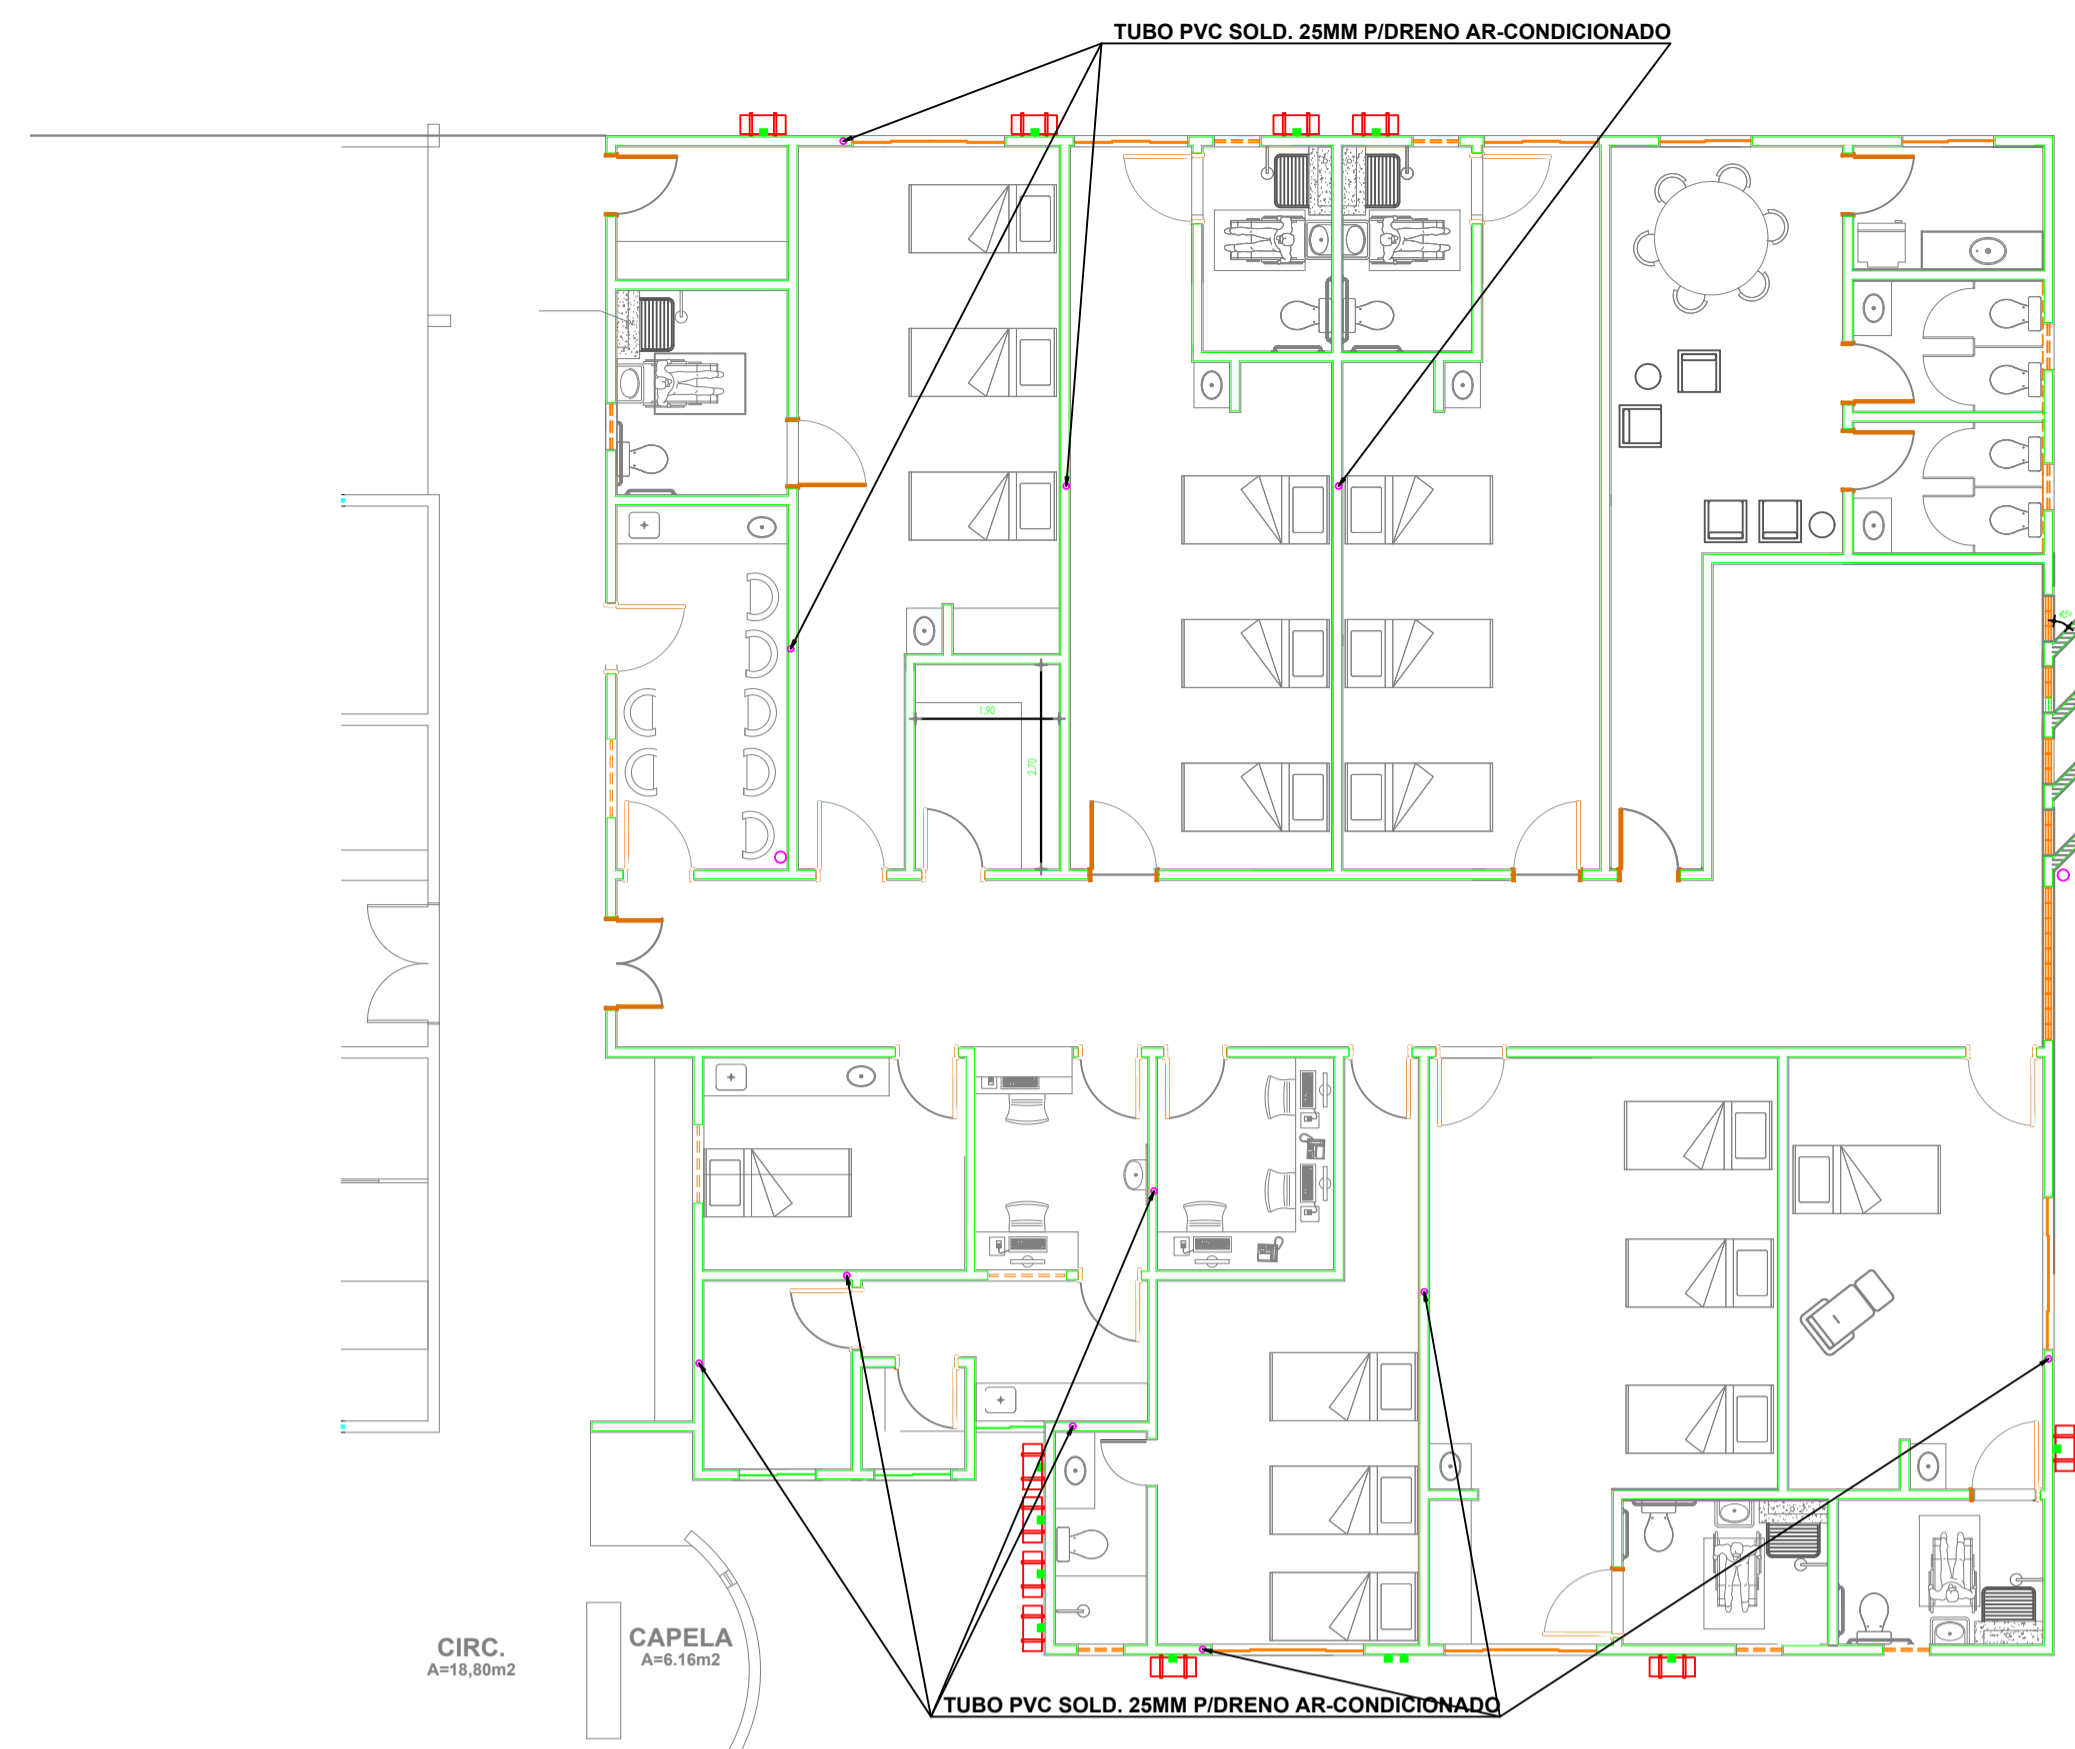 TUBO PVC SOLD. 25MM P/DRENO AR-CONDICIONADO
45º
1.90
2.70
CIRC.
A=18,80m2
CAPELA
A=6.16m2
TUBO PVC SOLD. 25MM P/DRENO AR-CONDICIONADO